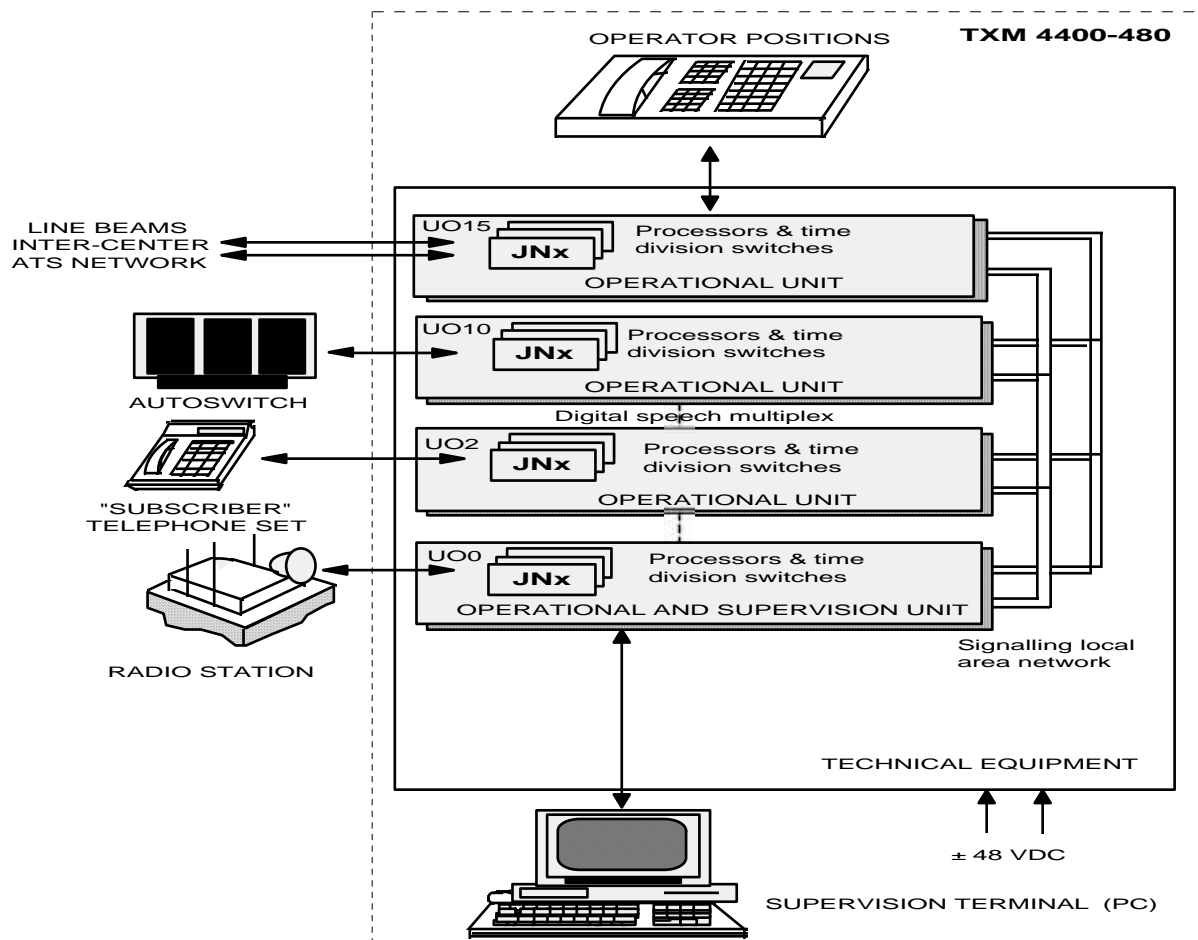 TXM 4400-480
OPERATOR POSITIONS
LINE BEAMS
INTER-CENTER
ATS NETWORK
UO15
JNx
Processors & time
division switches
OPERATIONAL UNIT
AUTOSWITCH
UO10
JNx
Processors & time
division switches
OPERATIONAL UNIT
Digital speech multiplex
"SUBSCRIBER"
TELEPHONE SET
UO2
JNx
Processors & time
division switches
OPERATIONAL UNIT
RADIO STATION
UO0
JNx
Processors & time
division switches
OPERATIONAL AND SUPERVISION UNIT
Signalling local
area network
TECHNICAL EQUIPMENT
± 48 VDC
SUPERVISION TERMINAL (PC)